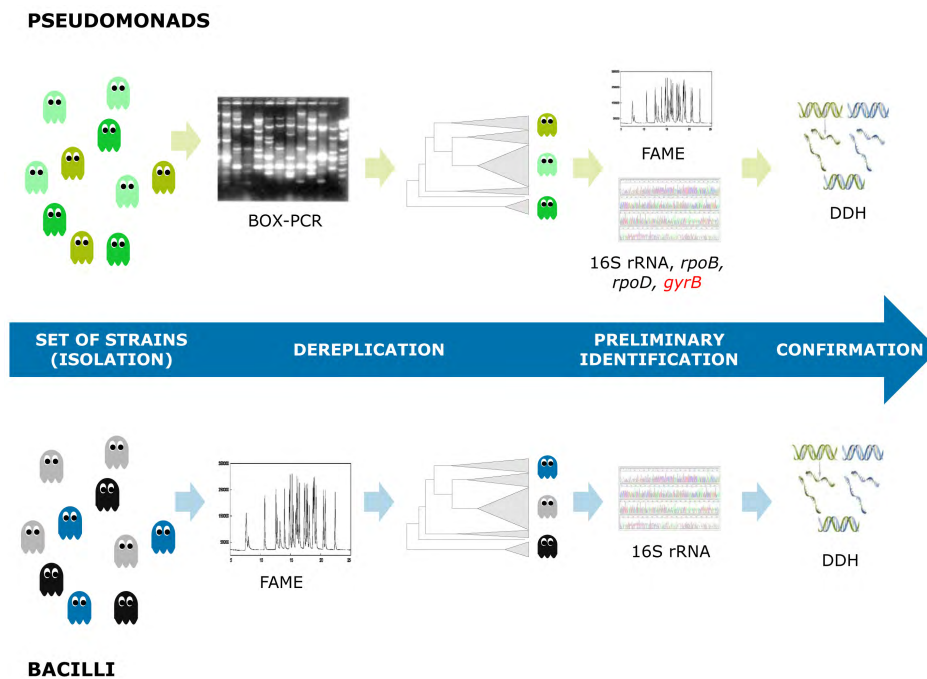 PSEUDOMONADS
BOX-PCR
FAME
16S rRNA, rpoB,
rpoD, gyrB
DDH
SET OF STRAINS
(ISOLATION)
DEREPLICATION
PRELIMINARY
IDENTIFICATION
CONFIRMATION
FAME
16S rRNA
DDH
BACILLI